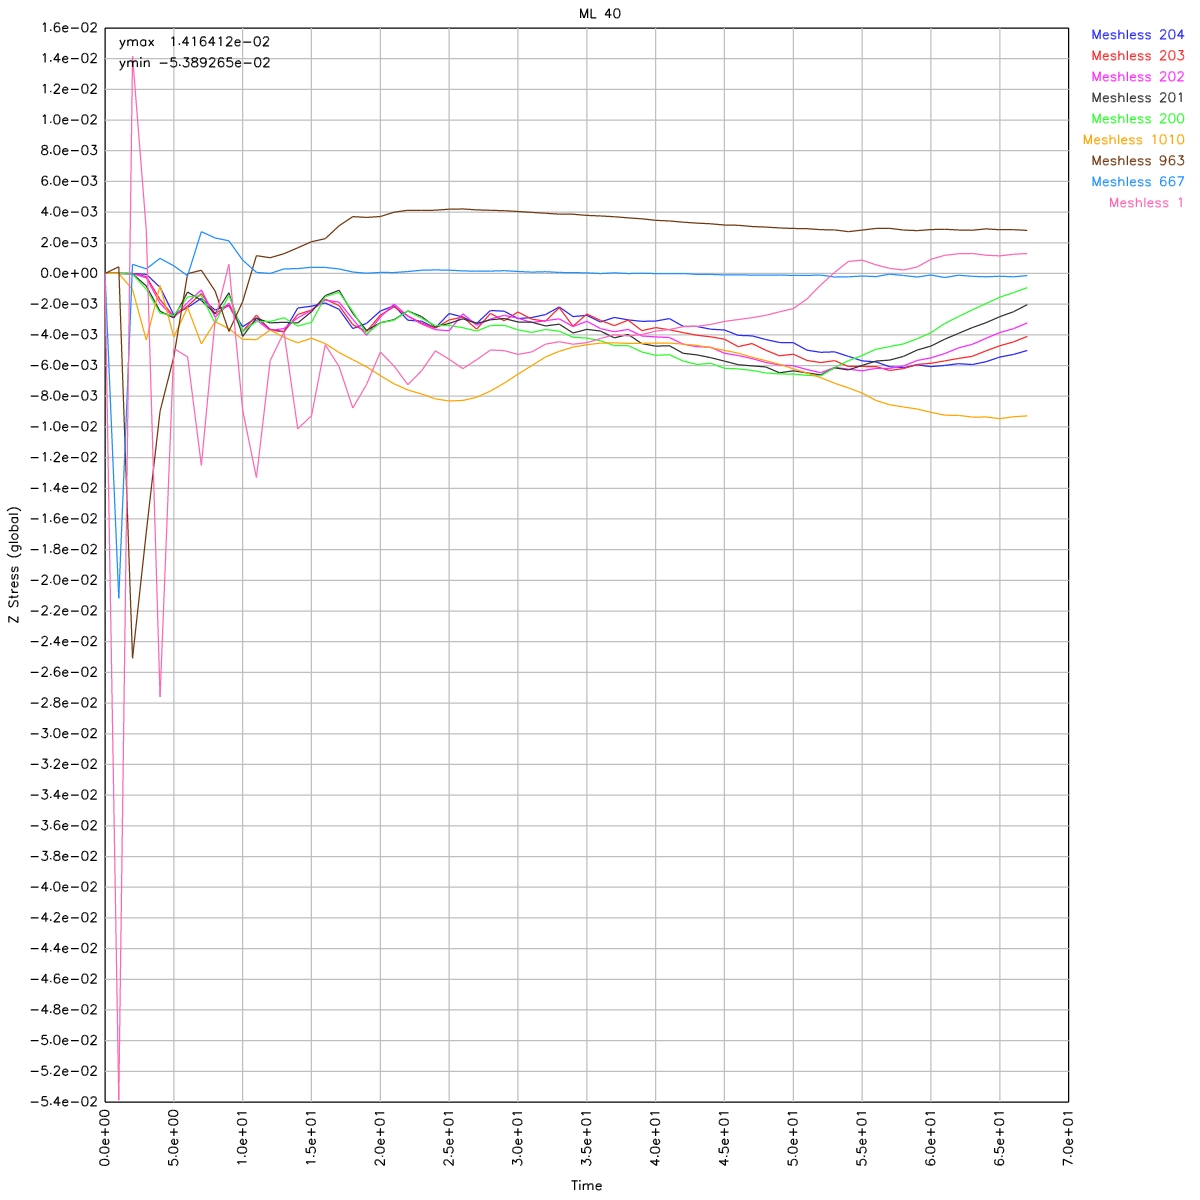 ML 40
ymax 1.416412e-02
ymin -5.389265e-02
Meshless 204
Meshless 203
Meshless 202
Meshless 201
Meshless 200
Meshless 1010
Meshless 963
Meshless 667
Meshless 1
1.6e-02
1.4e-02
1.2e-02
1.0e-02
8.0e-03
6.0e-03
4.0e-03
2.0e-03
0.0e+00
-2.0e-03
-4.0e-03
-6.0e-03
-8.0e-03
-1.0e-02
-1.2e-02
-1.4e-02
-1.6e-02
-1.8e-02
-2.0e-02
-2.2e-02
-2.4e-02
-2.6e-02
-2.8e-02
-3.0e-02
-3.2e-02
-3.4e-02
-3.6e-02
-3.8e-02
-4.0e-02
-4.2e-02
-4.4e-02
-4.6e-02
-4.8e-02
-5.0e-02
-5.2e-02
-5.4e-02
Z Stress (global)
0.0e+00
5.0e+00
1.0e+01
1.5e+01
2.0e+01
2.5e+01
3.0e+01
3.5e+01
4.0e+01
4.5e+01
5.0e+01
5.5e+01
6.0e+01
6.5e+01
7.0e+01
Time